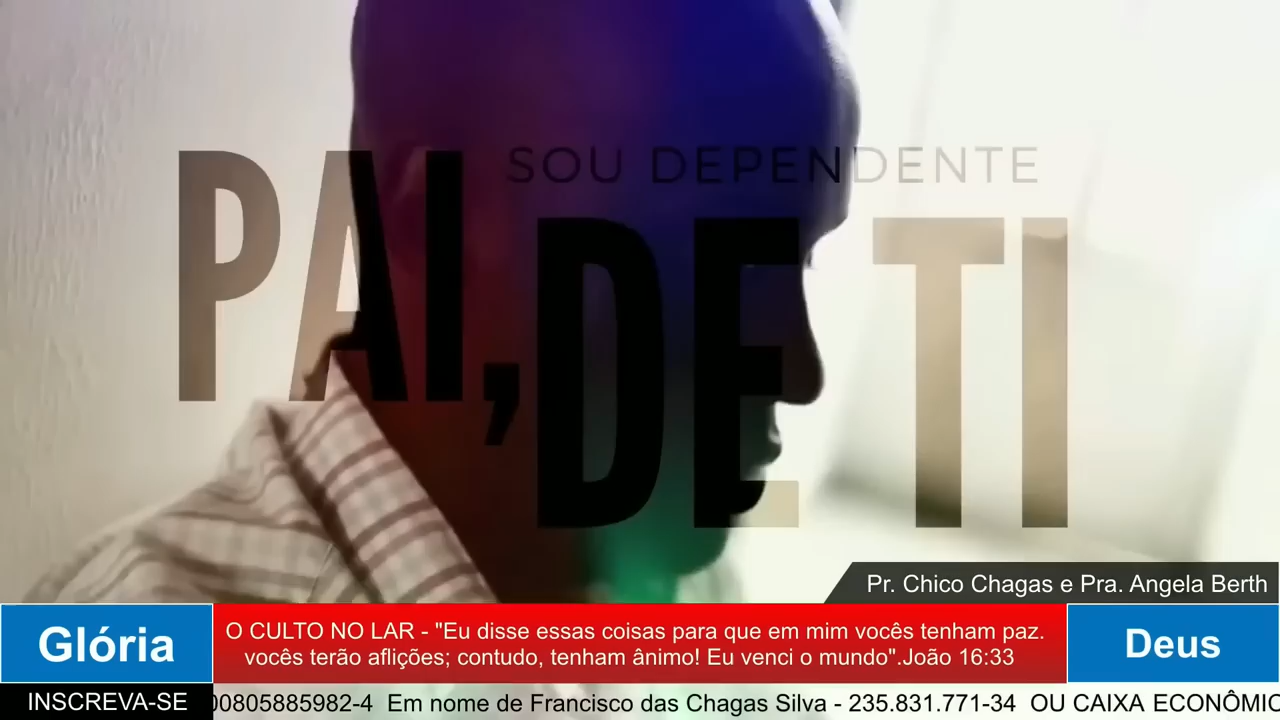 SOU DEPENDENTE
PAI, DE TI
Pr. Chico Chagas e Pra. Angela Berth
Glória
O CULTO NO LAR - "Eu disse essas coisas para que em mim vocês tenham paz.
vocês terão aflições; contudo, tenham ânimo! Eu venci o mundo".João 16:33
Deus
INSCREVA-SE
00805885982-4 Em nome de Francisco das Chagas Silva - 235.831.771-34 OU CAIXA ECONÔMIC